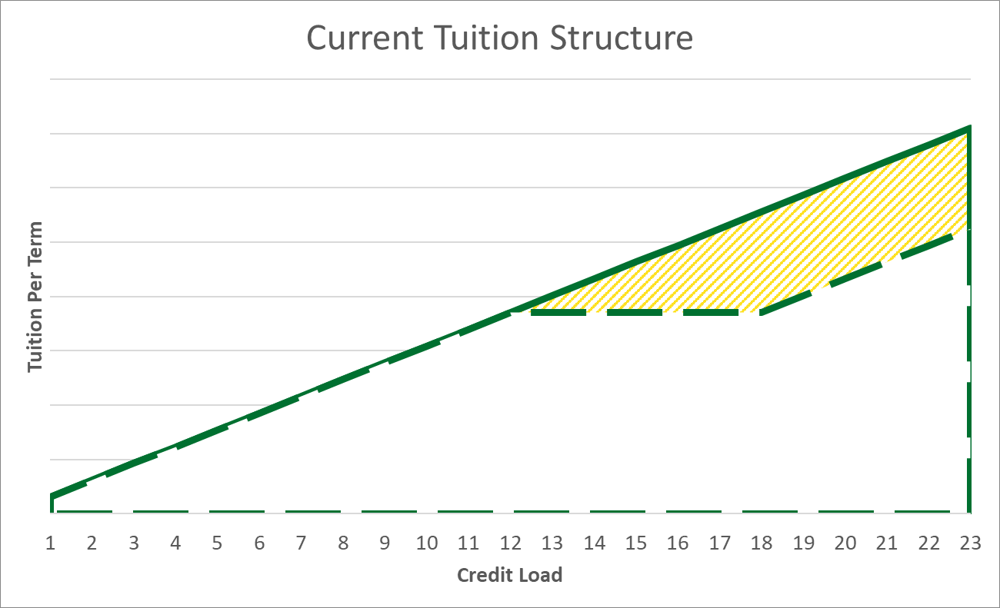 Current Tuition Structure
Tuition Per Term
1 2 3 4 5 6 7 8 9 10 11 12 13 14 15 16 17 18 19 20 21 22 23
Credit Load